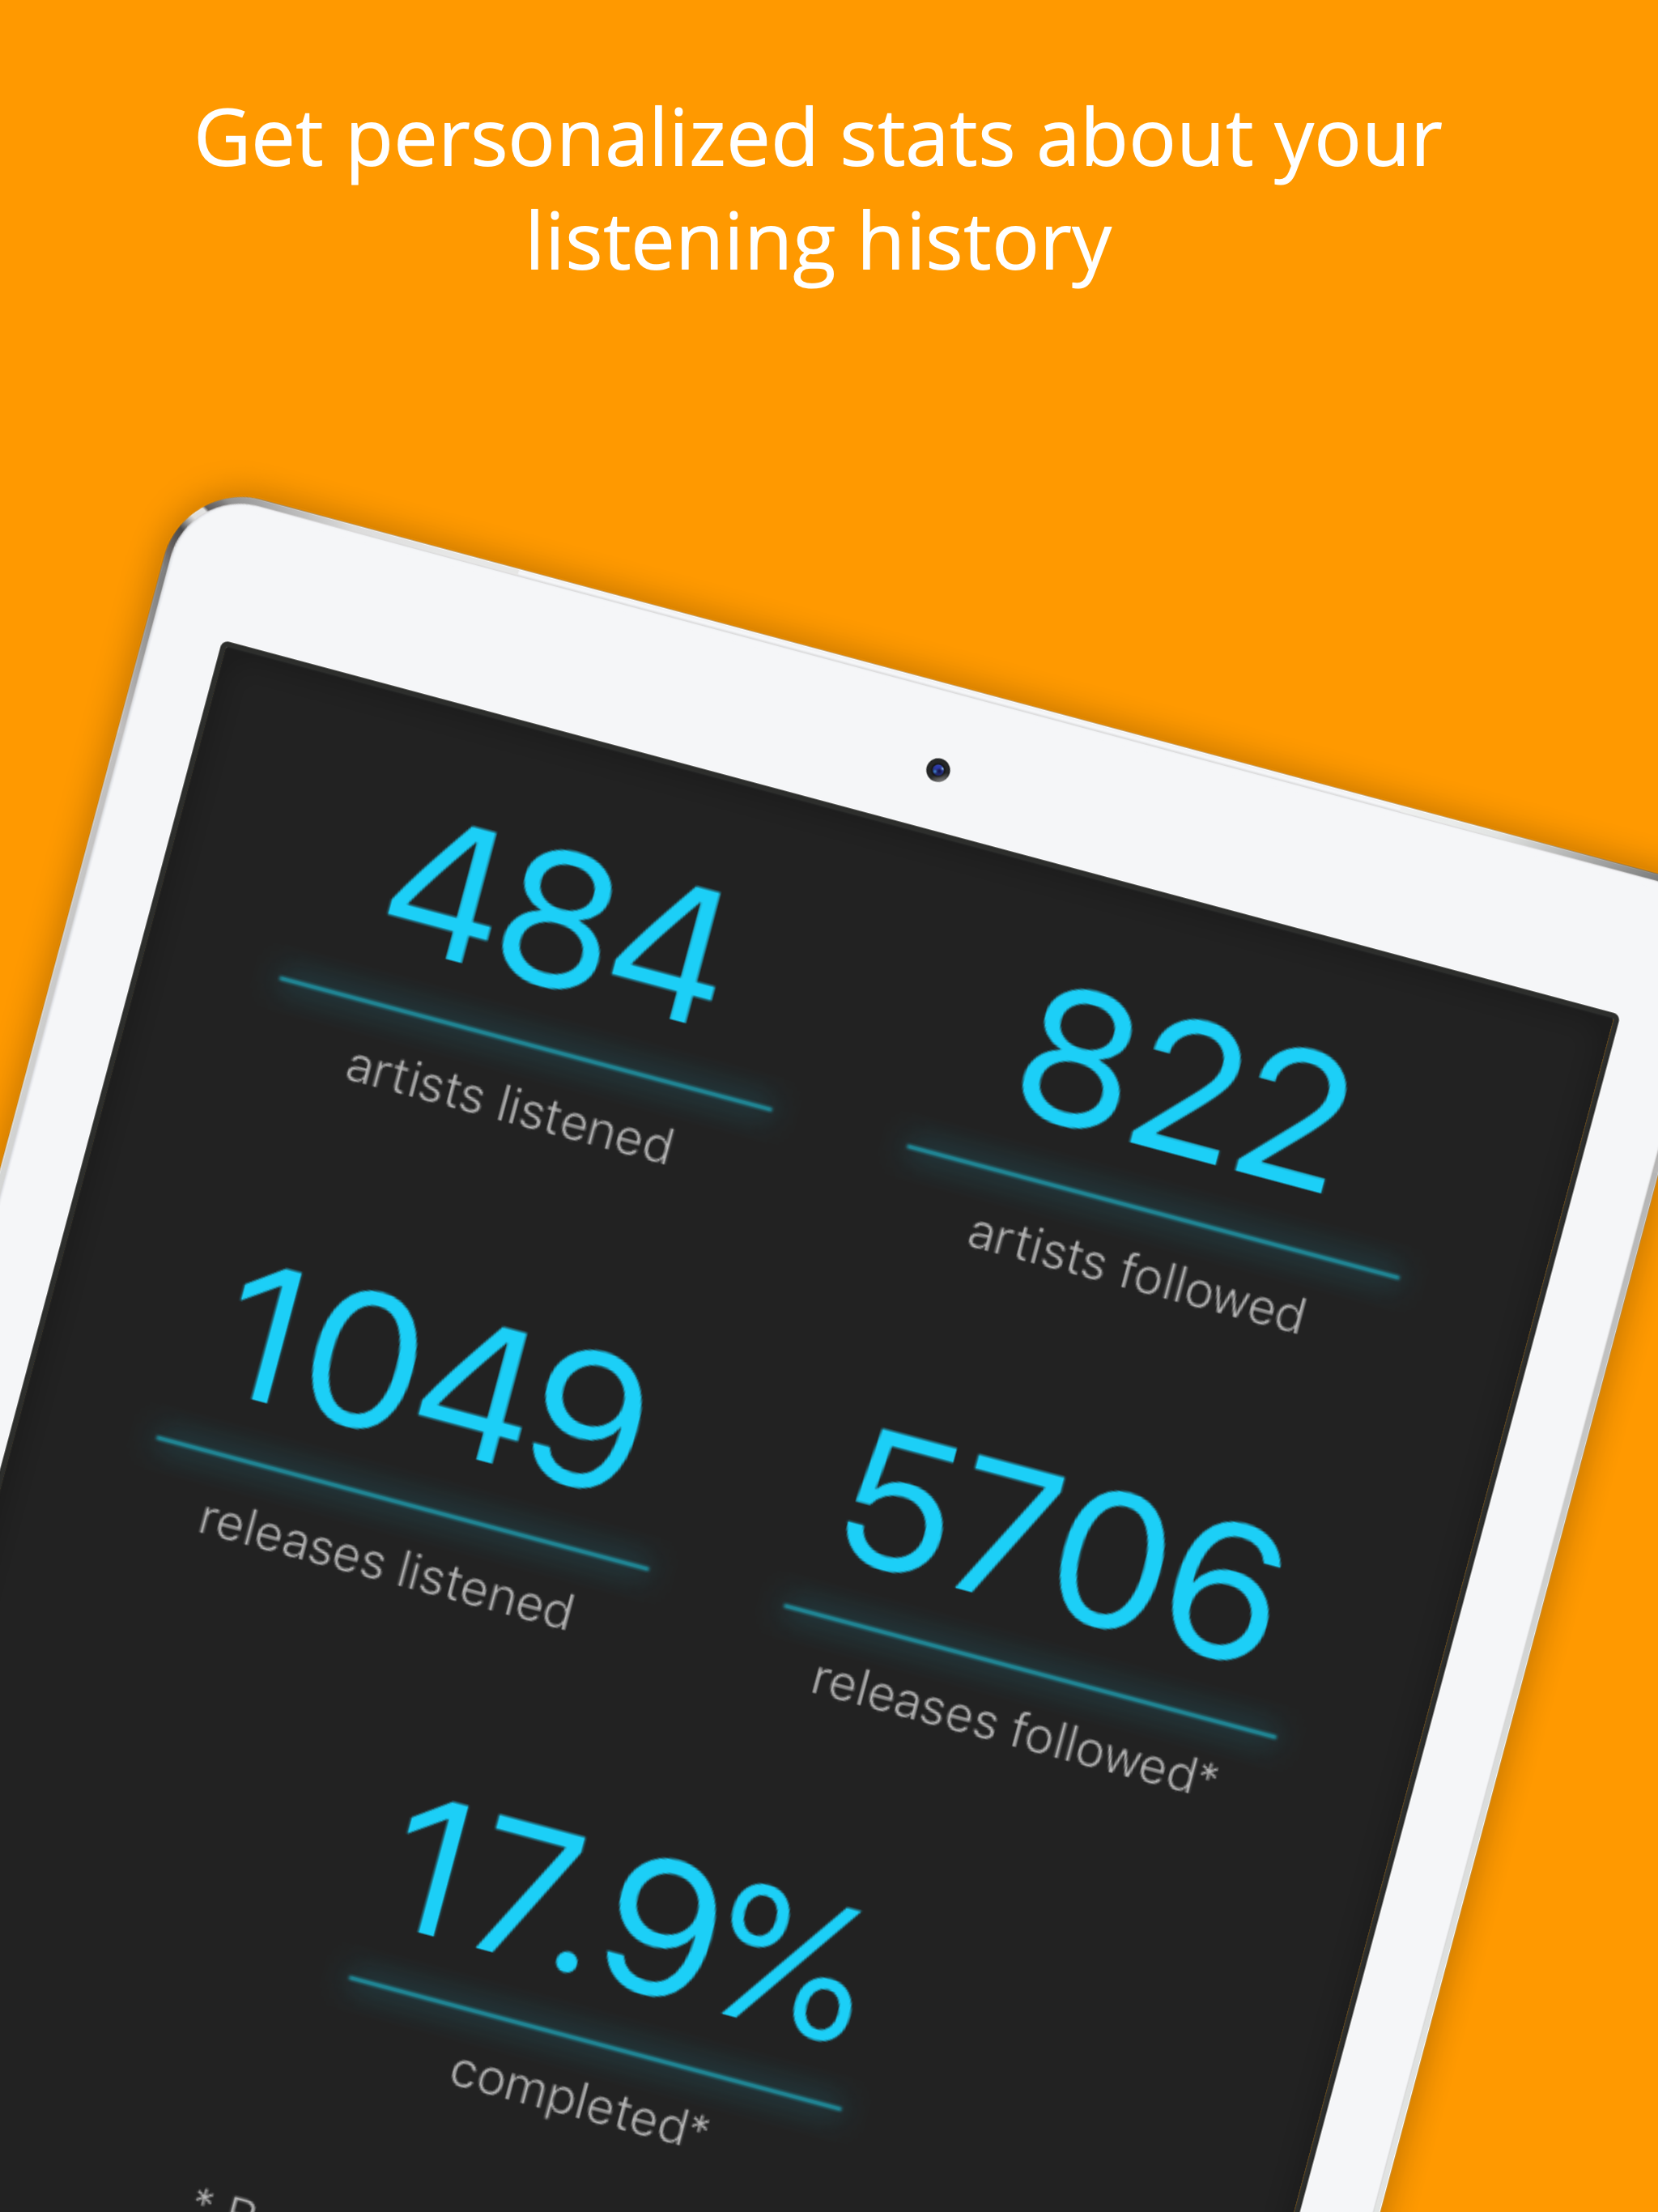 Get personalized stats about your
listening history
484
artists listened
822
artists followed
1049
releases listened
5706
releases followed*
17.9%
completed*
*